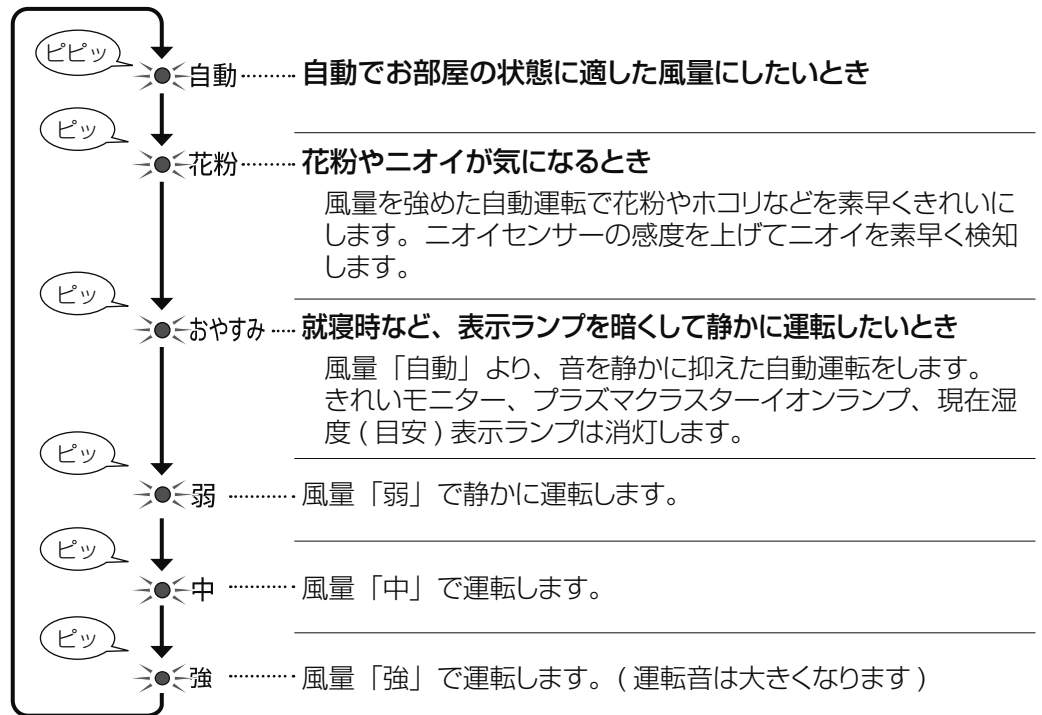 ピピッ
自動 ……… 自動でお部屋の状態に適した風量にしたいとき
ピッ
花粉 ……… 花粉やニオイが気になるとき
風量を強めた自動運転で花粉やホコリなどを素早くきれいに
します。ニオイセンサーの感度を上げてニオイを素早く検知
します。
ピッ
おやすみ ……… 就寝時など、表示ランプを暗くして静かに運転したいとき
風量「自動」より、音を静かに抑えた自動運転をします。
きれいモニター、プラズマクラスターイオンランプ、現在湿
度 ( 目安 ) 表示ランプは消灯します。
ピッ
弱 ……… 風量「弱」で静かに運転します。
ピッ
中 ……… 風量「中」で運転します。
ピッ
強 ……… 風量「強」で運転します。( 運転音は大きくなります )